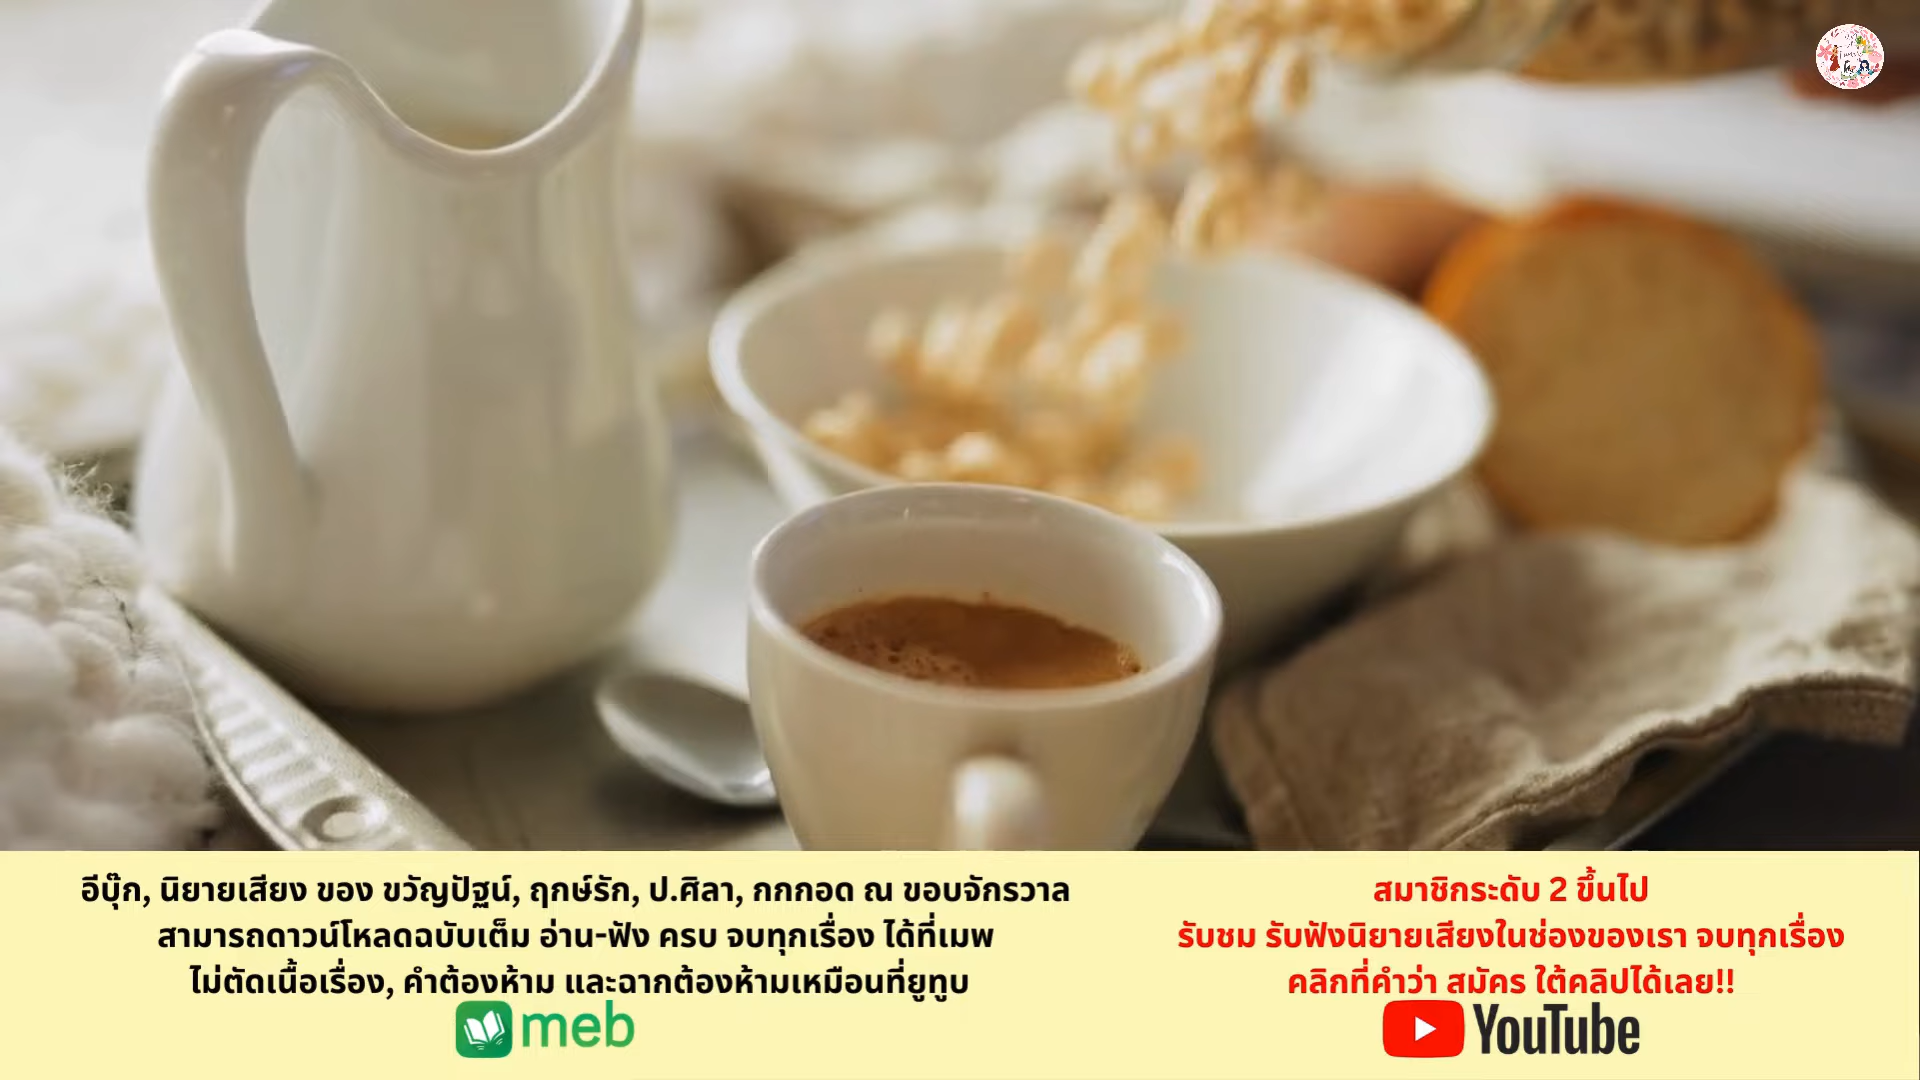 อีบุ๊ก, นิยายเสียง ของ ขวัญปัฐน์, ฤกษ์รัก, ป.ศิลา, กกกอด ณ ขอบจักรวาล
สามารถดาวน์โหลดฉบับเต็ม อ่าน-ฟัง ครบ จบทุกเรื่อง ได้ที่เมพ
ไม่ตัดเนื้อเรื่อง, คำต้องห้าม และฉากต้องห้ามเหมือนที่ยูทูบ
meb
สมาชิกระดับ 2 ขึ้นไป
รับชม รับฟังนิยายเสียงในช่องของเรา จบทุกเรื่อง
คลิกที่คำว่า สมัคร ใต้คลิปได้เลย!!
YouTube